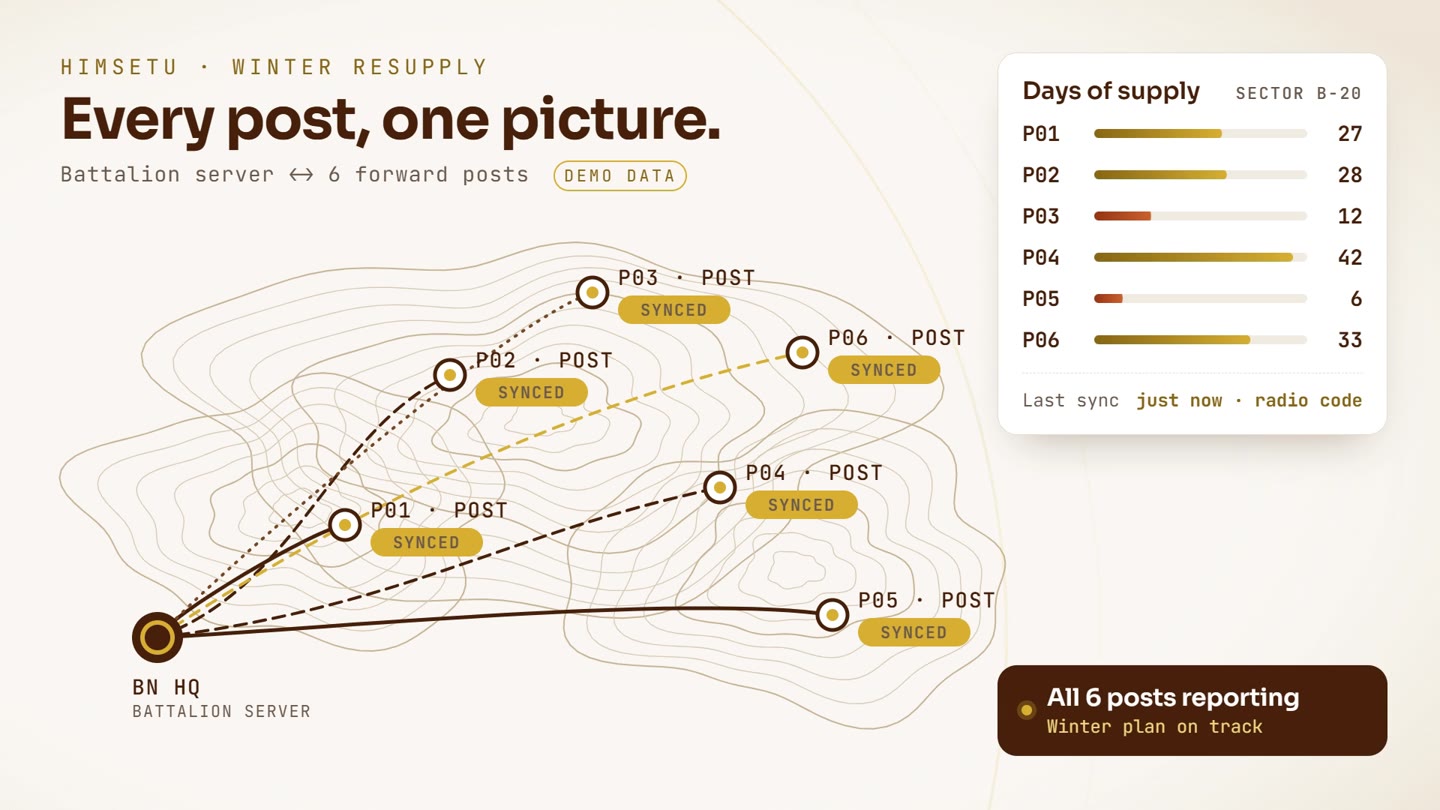 HIMSETU · WINTER RESUPPLY
Every post, one picture.
Battalion server ↔ 6 forward posts DEMO DATA
P03 · POST
SYNCED
P06 · POST
SYNCED
P02 · POST
SYNCED
P04 · POST
SYNCED
P01 · POST
SYNCED
P05 · POST
SYNCED
BN HQ
BATTALION SERVER
Days of supply SECTOR B-20
P01 27
P02 28
P03 12
P04 42
P05 6
P06 33
Last sync just now · radio code
All 6 posts reporting
Winter plan on track